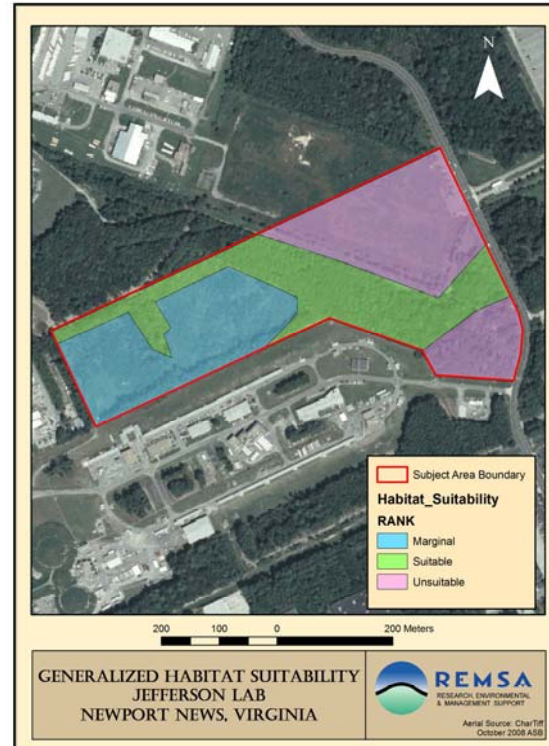 N
Subject Area Boundary
Habitat_Suitability
RANK
Marginal
Suitable
Unsuitable
200 100 0 200 Meters
GENERALIZED HABITAT SUITABILITY
JEFFERSON LAB
NEWPORT NEWS, VIRGINIA
REMSA
RESEARCH, ENVIRONMENTAL
& MANAGEMENT SUPPORT
Aerial Source: CharTiff
October 2008 ASB